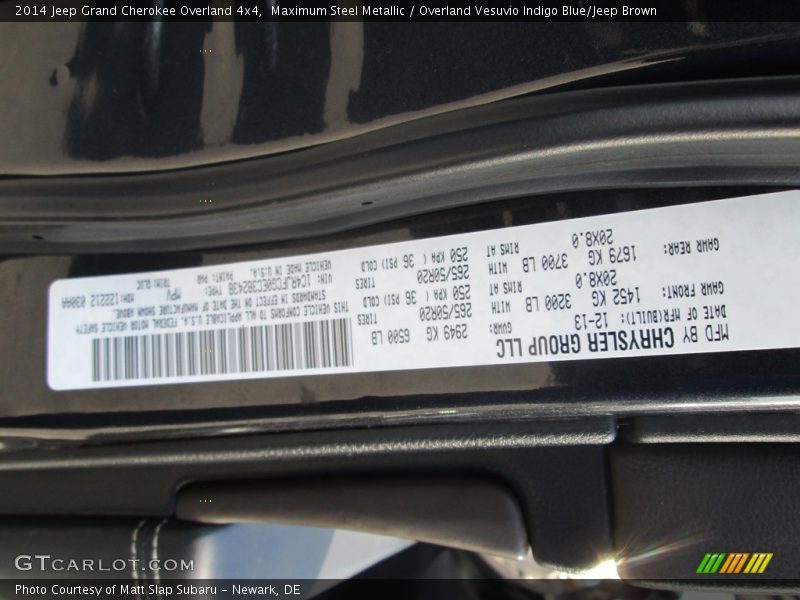 2014 Jeep Grand Cherokee Overland 4x4, Maximum Steel Metallic / Overland Vesuvio Indigo Blue/Jeep Brown
MFD BY CHRYSLER GROUP LLC
DATE OF MFR(BUILT): 12-13
GVWR: 2949 KG 6500 LB
GAWR FRONT: WITH TIRES
1452 KG 3200 LB 265/50R20
RIMS AT COLD
20X8.0 250 KPA ( 36 PSI)
GAWR REAR: WITH TIRES
1679 KG 3700 LB 265/50R20
RIMS AT COLD
20X8.0 250 KPA ( 36 PSI)
THIS VEHICLE CONFORMS TO ALL APPLICABLE U.S.A. FEDERAL MOTOR VEHICLE SAFETY
STANDARDS IN EFFECT ON THE DATE OF MANUFACTURE SHOWN ABOVE.
VIN: TYPE: MPV
VEHICLE MADE IN U.S.A. PAINT: PAR TRIM:
GTCARLOT.COM
Photo Courtesy of Matt Slap Subaru - Newark, DE